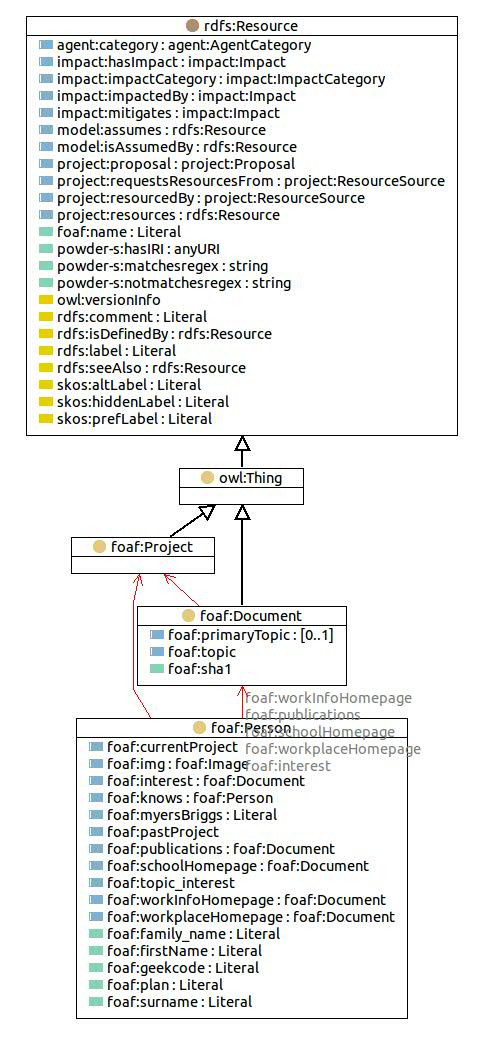 rdfs:Resource
agent:category : agent:AgentCategory
impact:hasImpact : impact:Impact
impact:impactCategory : impact:ImpactCategory
impact:impactedBy : impact:Impact
impact:mitigates : impact:Impact
model:assumes : rdfs:Resource
model:isAssumedBy : rdfs:Resource
project:proposal : project:Proposal
project:requestsResourcesFrom : project:ResourceSource
project:resourcedBy : project:ResourceSource
project:resources : rdfs:Resource
foaf:name : Literal
powder-s:hasIRI : anyURI
powder-s:matchesregex : string
powder-s:notmatchesregex : string
owl:versionInfo
rdfs:comment : Literal
rdfs:isDefinedBy : rdfs:Resource
rdfs:label : Literal
rdfs:seeAlso : rdfs:Resource
skos:altLabel : Literal
skos:hiddenLabel : Literal
skos:prefLabel : Literal
owl:Thing
foaf:Project
foaf:Document
foaf:primaryTopic : [0..1]
foaf:topic
foaf:sha1
foaf:workInfoHomepage
foaf:publications
foaf:schoolHomepage
foaf:workplaceHomepage
foaf:interest
foaf:Person
foaf:currentProject
foaf:img : foaf:Image
foaf:interest : foaf:Document
foaf:knows : foaf:Person
foaf:myersBriggs : Literal
foaf:pastProject
foaf:publications : foaf:Document
foaf:schoolHomepage : foaf:Document
foaf:topic_interest
foaf:workInfoHomepage : foaf:Document
foaf:workplaceHomepage : foaf:Document
foaf:family_name : Literal
foaf:firstName : Literal
foaf:geekcode : Literal
foaf:plan : Literal
foaf:surname : Literal